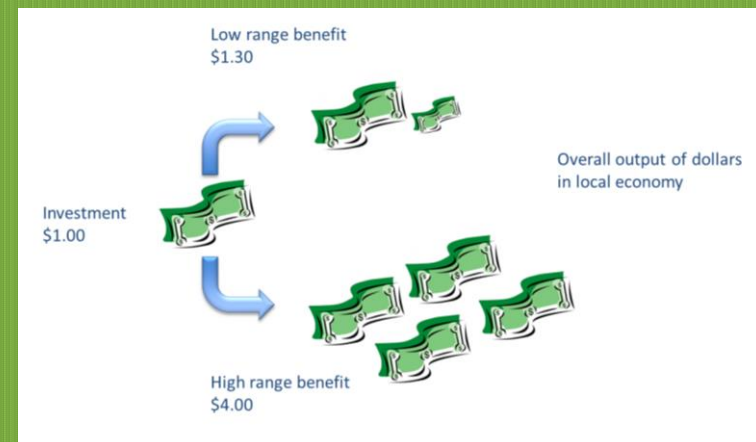 Low range benefit
$1.30
Overall output of dollars
in local economy
Investment
$1.00
High range benefit
$4.00